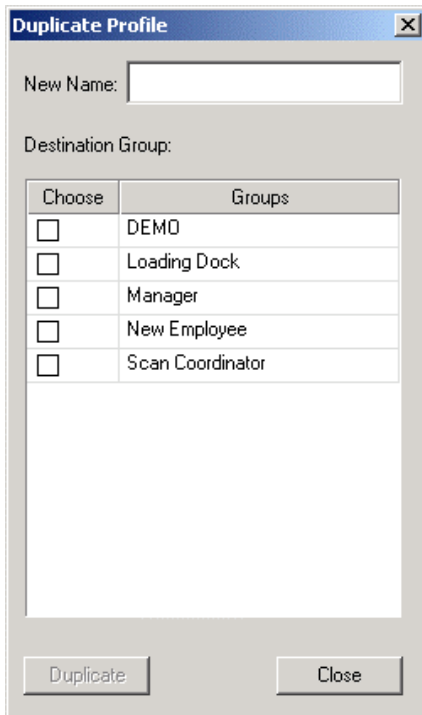 Duplicate Profile
New Name:
Destination Group:
Choose Groups
DEMO
Loading Dock
Manager
New Employee
Scan Coordinator
Duplicate Close